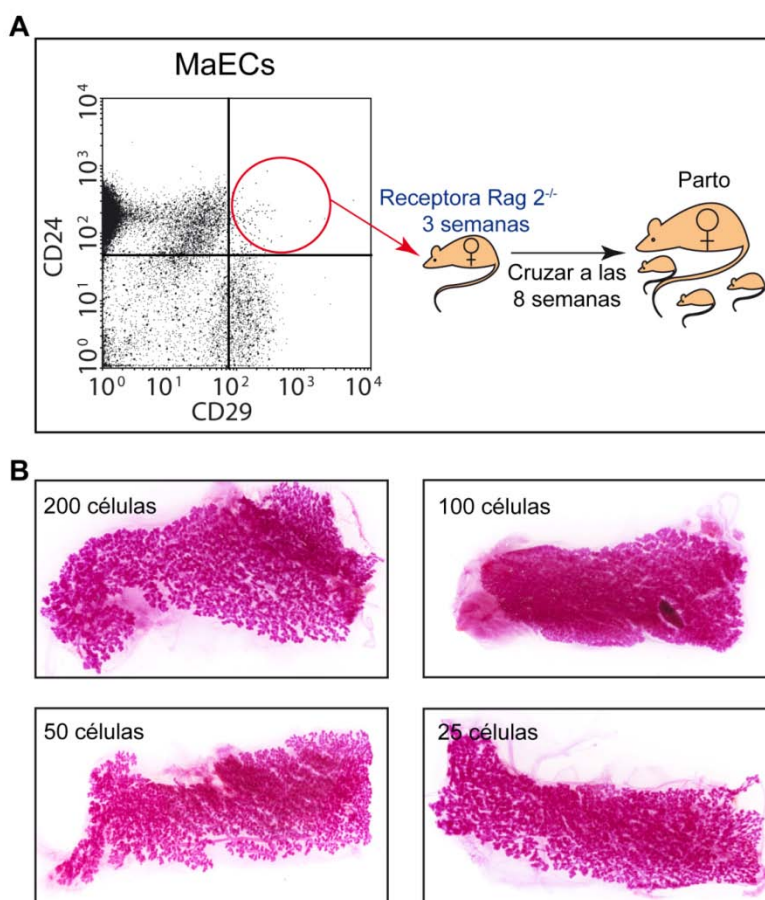 A
MaECs
10^4
10^3
10^2
10^1
10^0
CD24
10^0 10^1 10^2 10^3 10^4
CD29
Receptora Rag 2^-/-
3 semanas
Cruzar a las
8 semanas
Parto
B
200 células
100 células
50 células
25 células